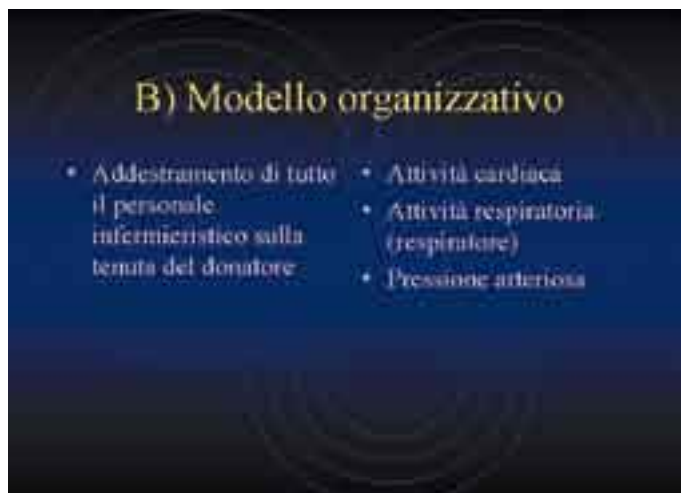 B) Modello organizzativo
• Addestramento di tutto
il personale
infermieristico sulla
tenuta del donatore
• Attività cardiaca
• Attività respiratoria
(respiratore)
• Pressione arteriosa